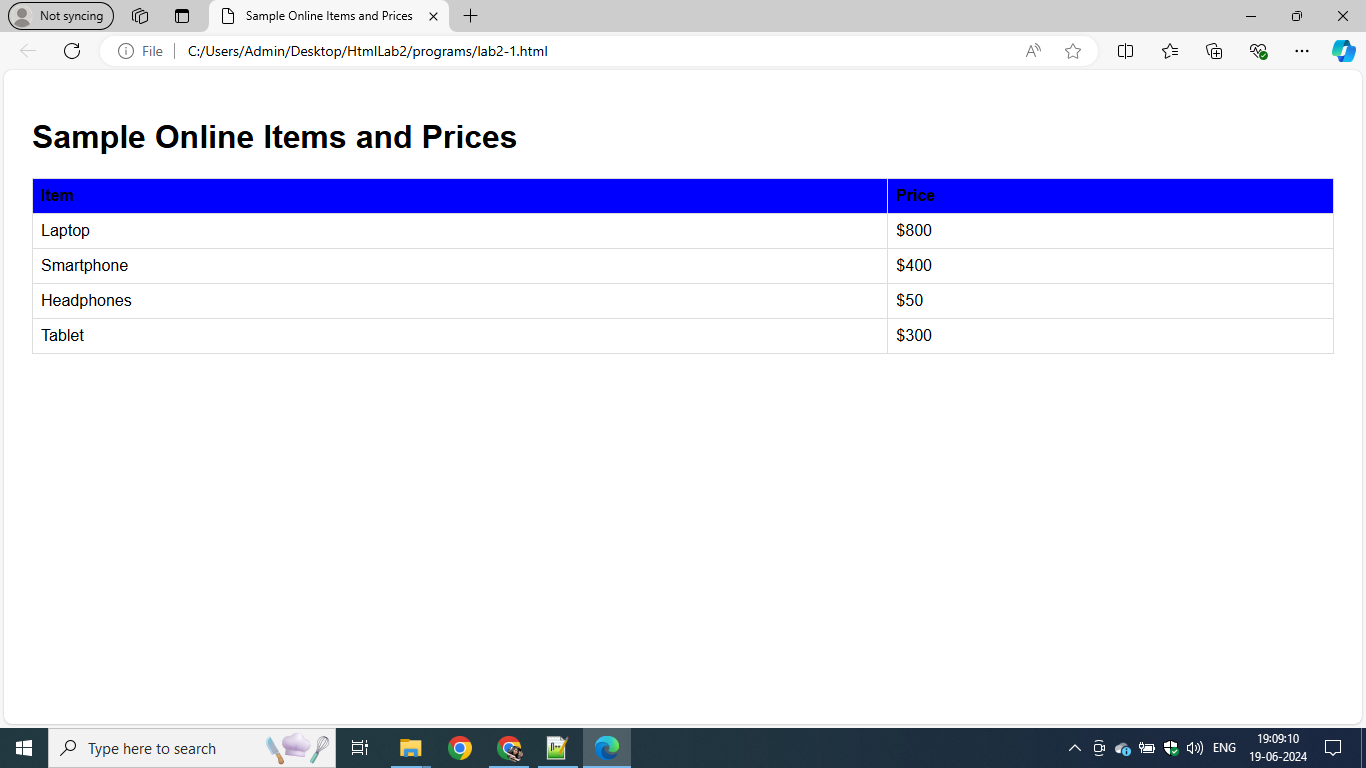 Not syncing
Sample Online Items and Prices
File
C:/Users/Admin/Desktop/HtmlLab2/programs/lab2-1.html
Sample Online Items and Prices
Item Price
Laptop $800
Smartphone $400
Headphones $50
Tablet $300
Type here to search
ENG
19:09:10
19-06-2024